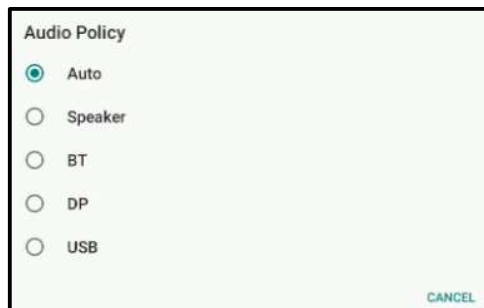 Audio Policy
Auto
Speaker
BT
DP
USB
CANCEL